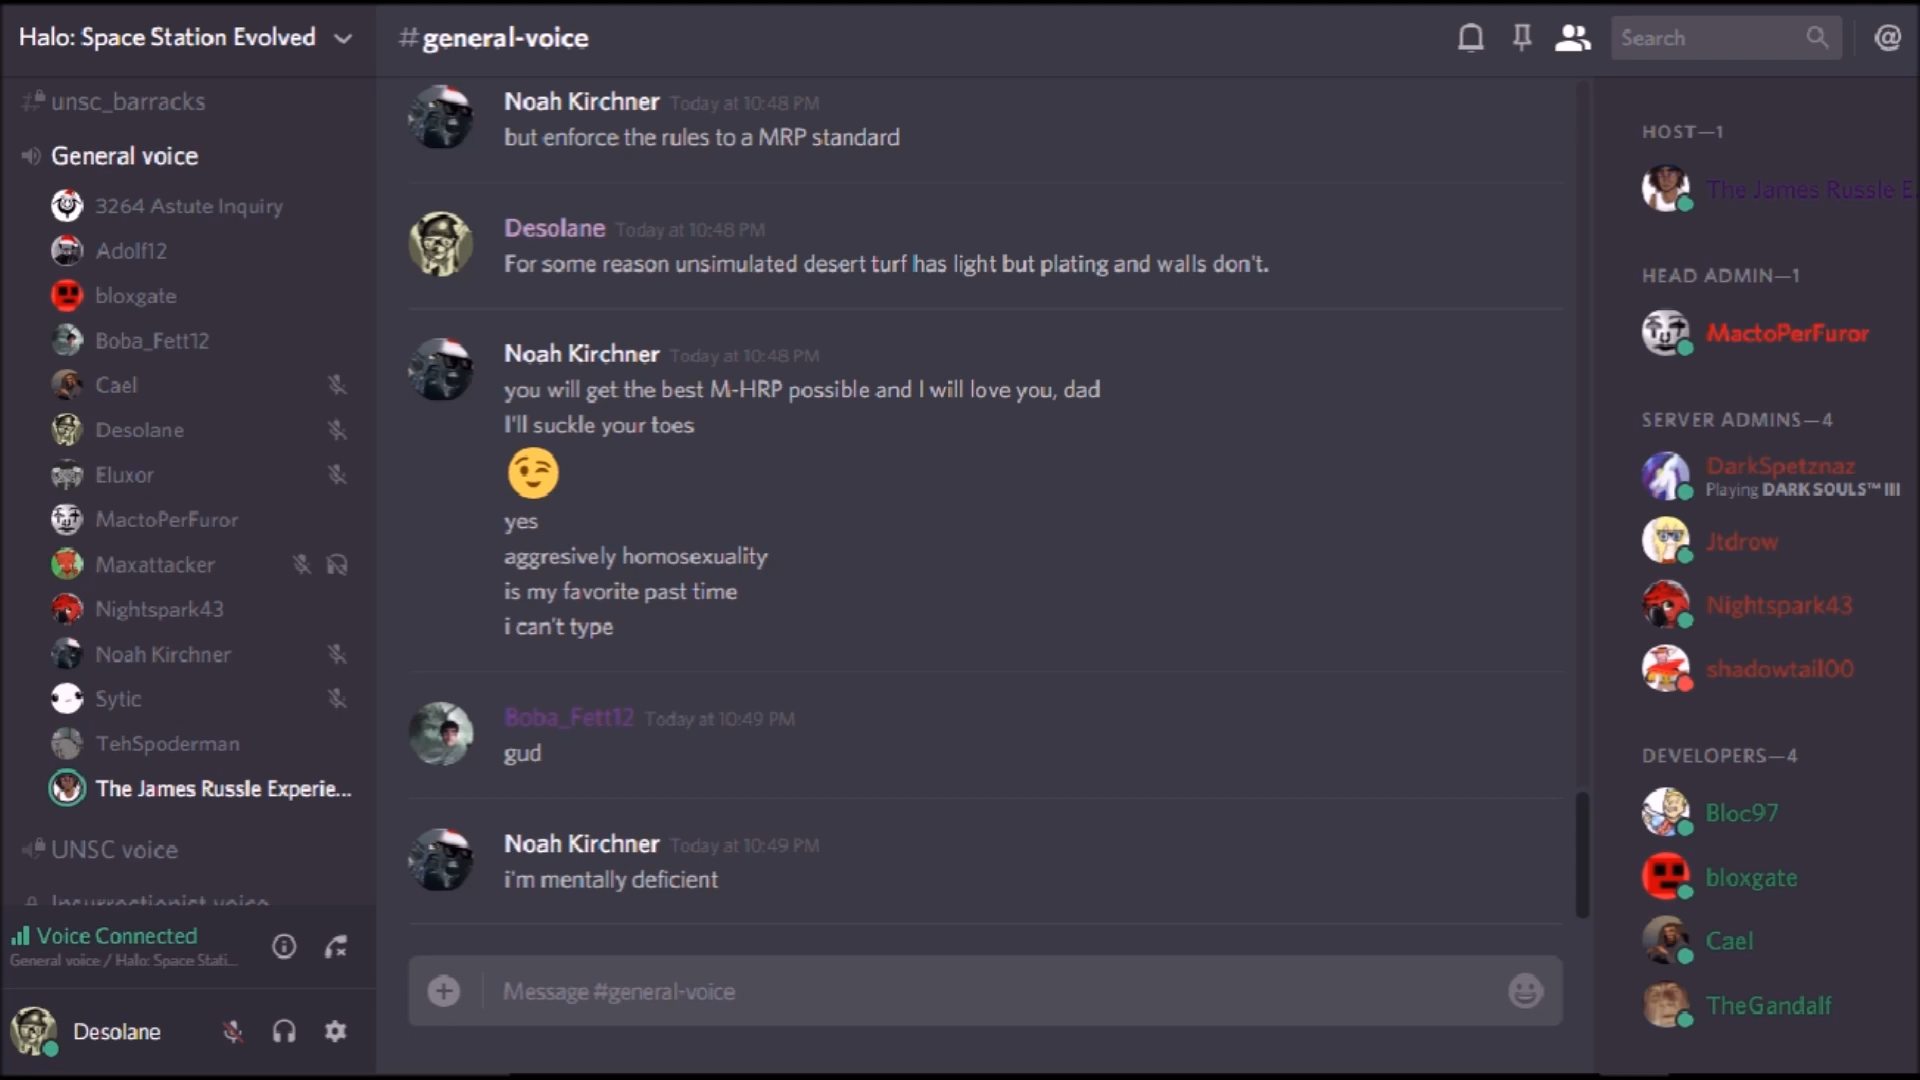 Halo: Space Station Evolved
#general-voice
Search
unsc_barracks
General voice
3264 Astute Inquiry
Adolf12
bloxgate
Boba_Fett12
Cael
Desolane
Eluxor
MactoPerFuror
Maxattacker
Nightspark43
Noah Kirchner
Sytic
TehSpoderman
The James Russle Experie...
UNSC voice
Insurrectionist voice
Voice Connected
General voice / Halo: Space Stati...
Desolane
Noah Kirchner Today at 10:48 PM
but enforce the rules to a MRP standard
Desolane Today at 10:48 PM
For some reason unsimulated desert turf has light but plating and walls don't.
Noah Kirchner Today at 10:48 PM
you will get the best M-HRP possible and I will love you, dad
I'll suckle your toes
yes
aggresively homosexuality
is my favorite past time
i can't type
Boba_Fett12 Today at 10:49 PM
gud
Noah Kirchner Today at 10:49 PM
i'm mentally deficient
Message #general-voice
HOST—1
The James Russle E...
HEAD ADMIN—1
MactoPerFuror
SERVER ADMINS—4
DarkSpetznaz
Playing DARK SOULS™ III
Jtdrow
Nightspark43
shadowtail00
DEVELOPERS—4
Bloc97
bloxgate
Cael
TheGandalf